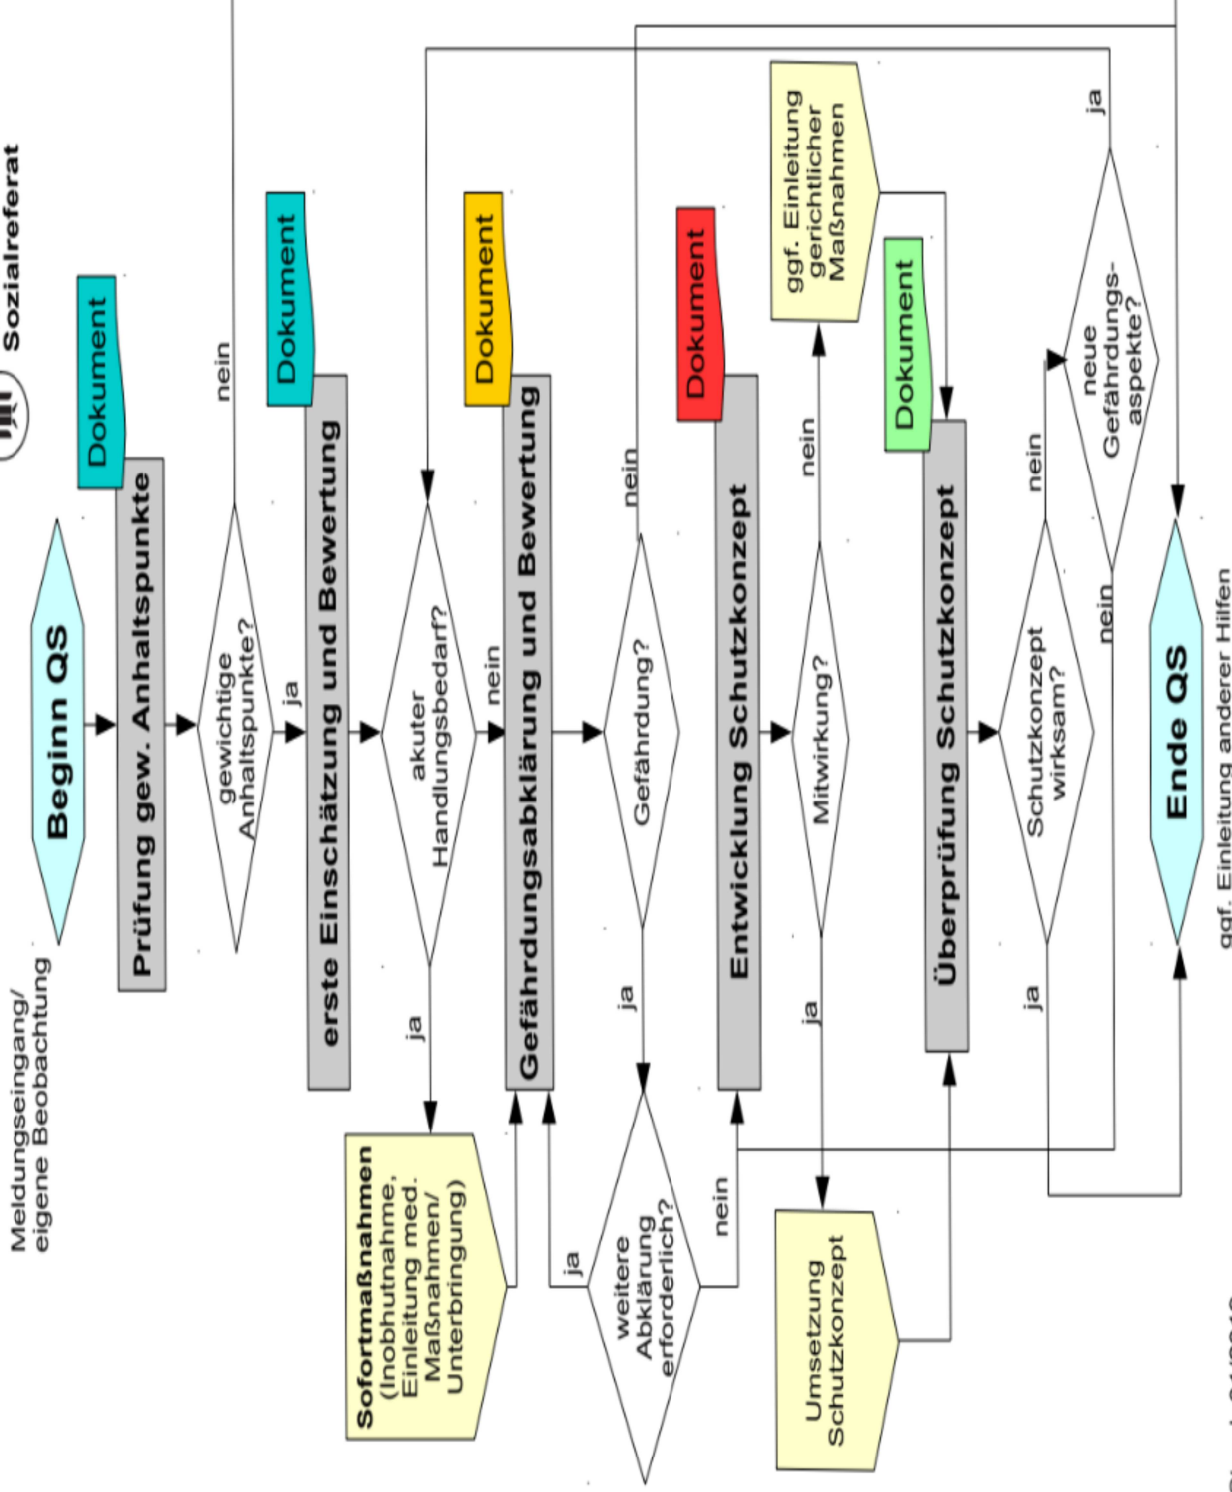 Sozialreferat
Meldungseingang/
eigene Beobachtung
Beginn QS
Dokument
Prüfung gew. Anhaltspunkte
gewichtige
Anhaltspunkte?
nein
ja
Dokument
erste Einschätzung und Bewertung
akuter
Handlungsbedarf?
ja
nein
Sofortmaßnahmen
(Inobhutnahme,
Einleitung med.
Maßnahmen/
Unterbringung)
Dokument
Gefährdungsabklärung und Bewertung
Gefährdung?
nein
ja
weitere
Abklärung
erforderlich?
ja
nein
Dokument
Entwicklung Schutzkonzept
Mitwirkung?
nein
ja
ggf. Einleitung
gerichtlicher
Maßnahmen
Umsetzung
Schutzkonzept
Dokument
Überprüfung Schutzkonzept
Schutzkonzept
wirksam?
nein
ja
neue
Gefährdungs-
aspekte?
ja
nein
Ende QS
ggf. Einleitung anderer Hilfen